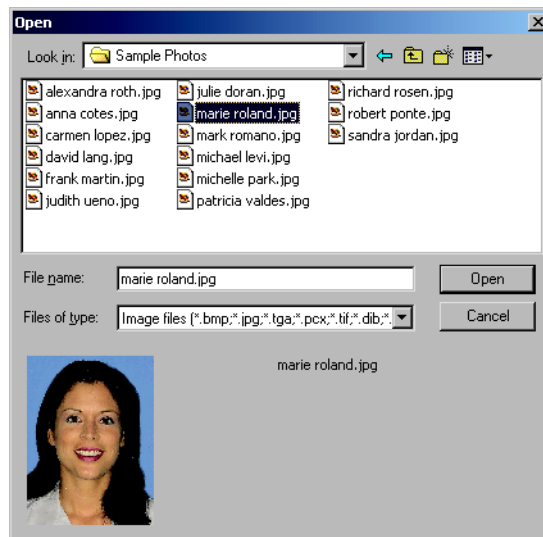 Open
Look in: Sample Photos
alexandra roth.jpg
anna cotes.jpg
carmen lopez.jpg
david lang.jpg
frank martin.jpg
judith ueno.jpg
julie doran.jpg
marie roland.jpg
mark romano.jpg
michael levi.jpg
michelle park.jpg
patricia valdes.jpg
richard rosen.jpg
robert ponte.jpg
sandra jordan.jpg
File name: marie roland.jpg Open
Files of type: Image files (*.bmp;*.jpg;*.tga;*.pcx;*.tif;*.dib;*. Cancel
marie roland.jpg